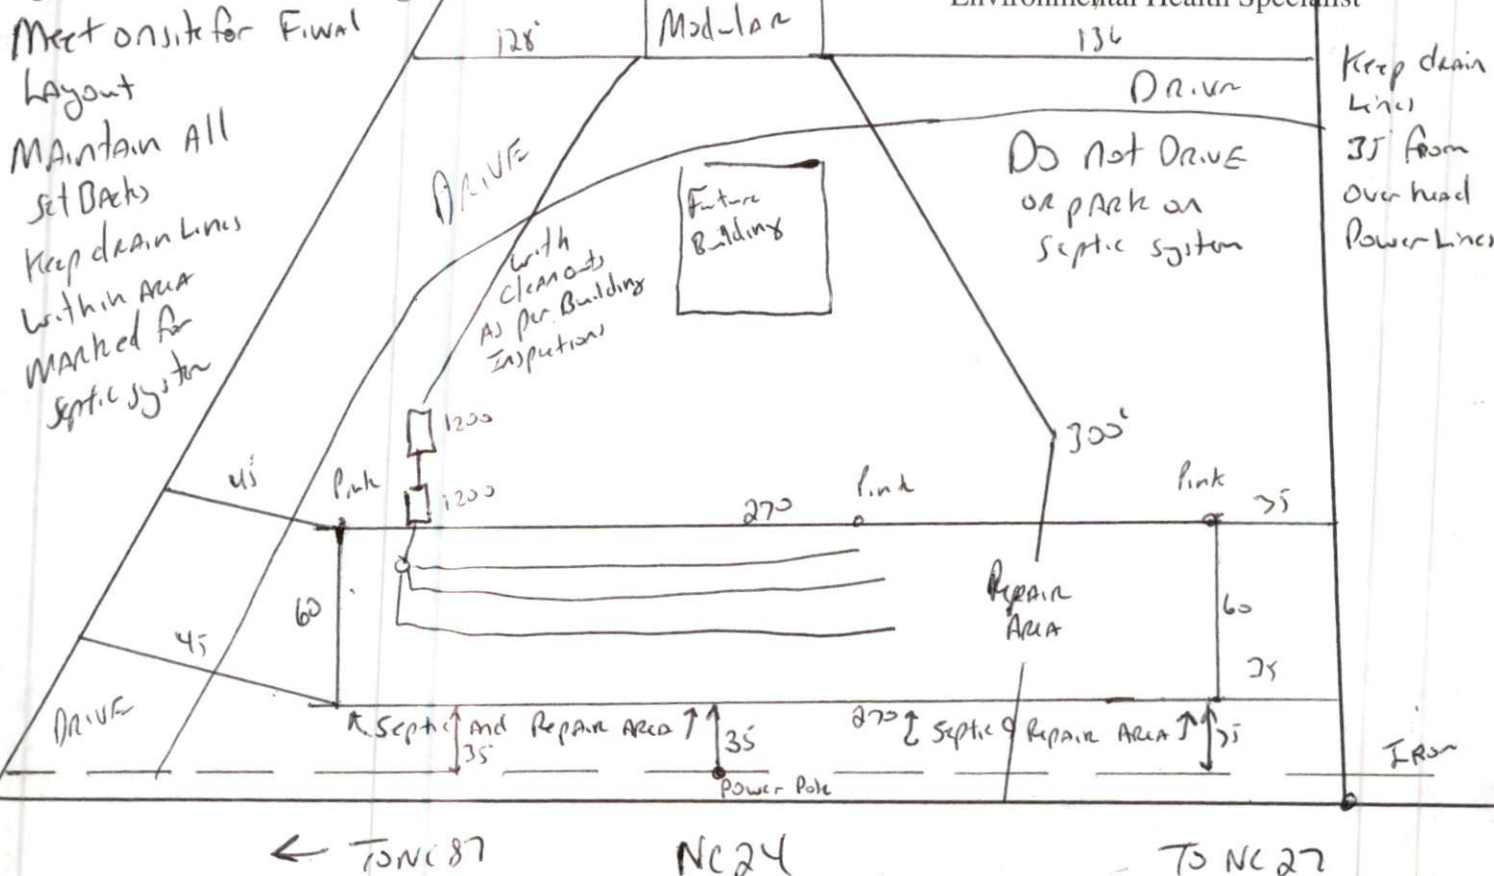 Environmental Health Specialist
Meet onsite for Final
Layout
Maintain All
SetBacks
Keep drain Lines
within Area
Marked for
Septic system
128'
Modular
136
Drive
Keep drain
Lines
35 from
overhead
Power Lines
DRIVE
Future
Building
Do not DRIVE
or park on
septic system
with
cleanouts
As per Building
Inspections
1200
1200
300'
45
Pink
270
Pink
Pink
35
60
Repair
Area
60
45
35
DRIVE
Septic and Repair Area
35
35
270
Septic & Repair Area
35
Iron
Power Pole
← To NC 87
NC 24
To NC 27